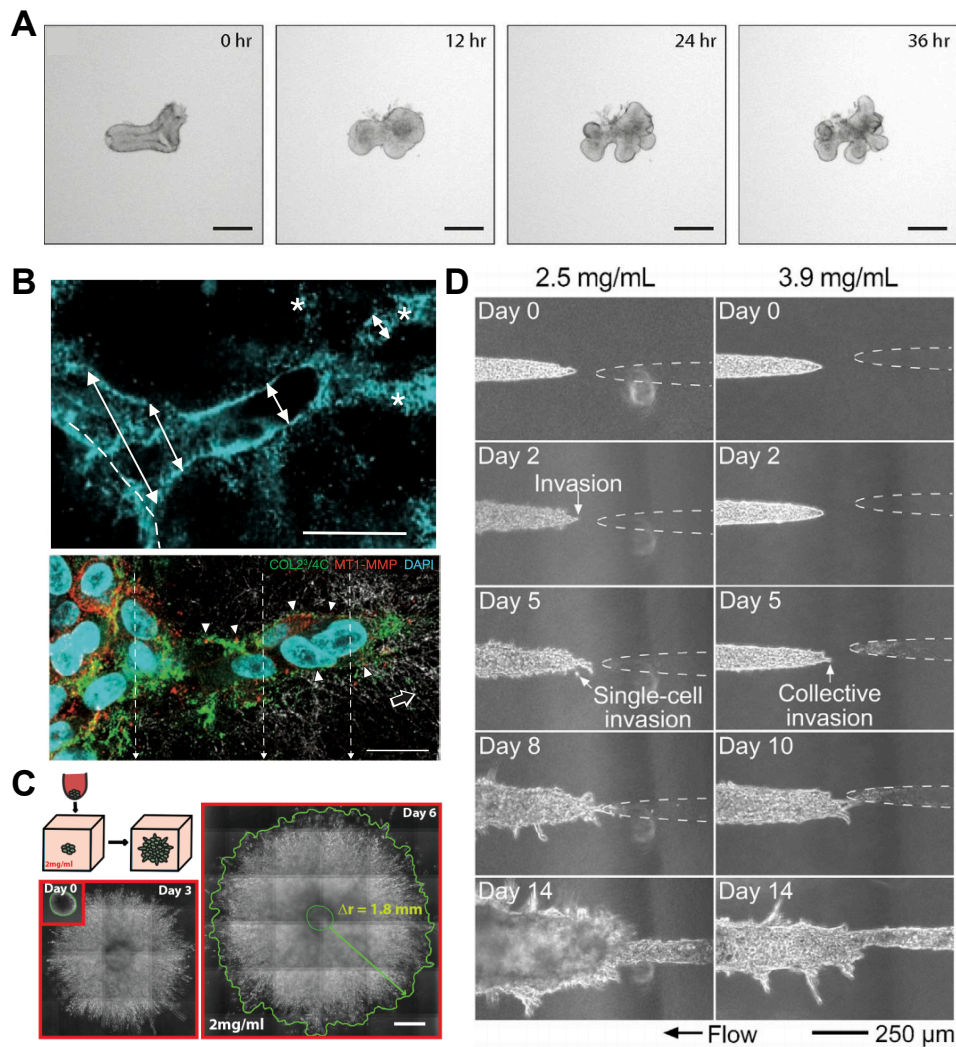 A
0 hr
12 hr
24 hr
36 hr
B
*
*
*
COL2¾/4C MT1-MMP DAPI
C
2mg/ml
Day 0
Day 3
Day 6
Δr = 1.8 mm
2mg/ml
D
2.5 mg/mL
3.9 mg/mL
Day 0
Day 0
Day 2
Invasion
Day 2
Day 5
Single-cell
invasion
Day 5
Collective
invasion
Day 8
Day 10
Day 14
Day 14
Flow
250 µm